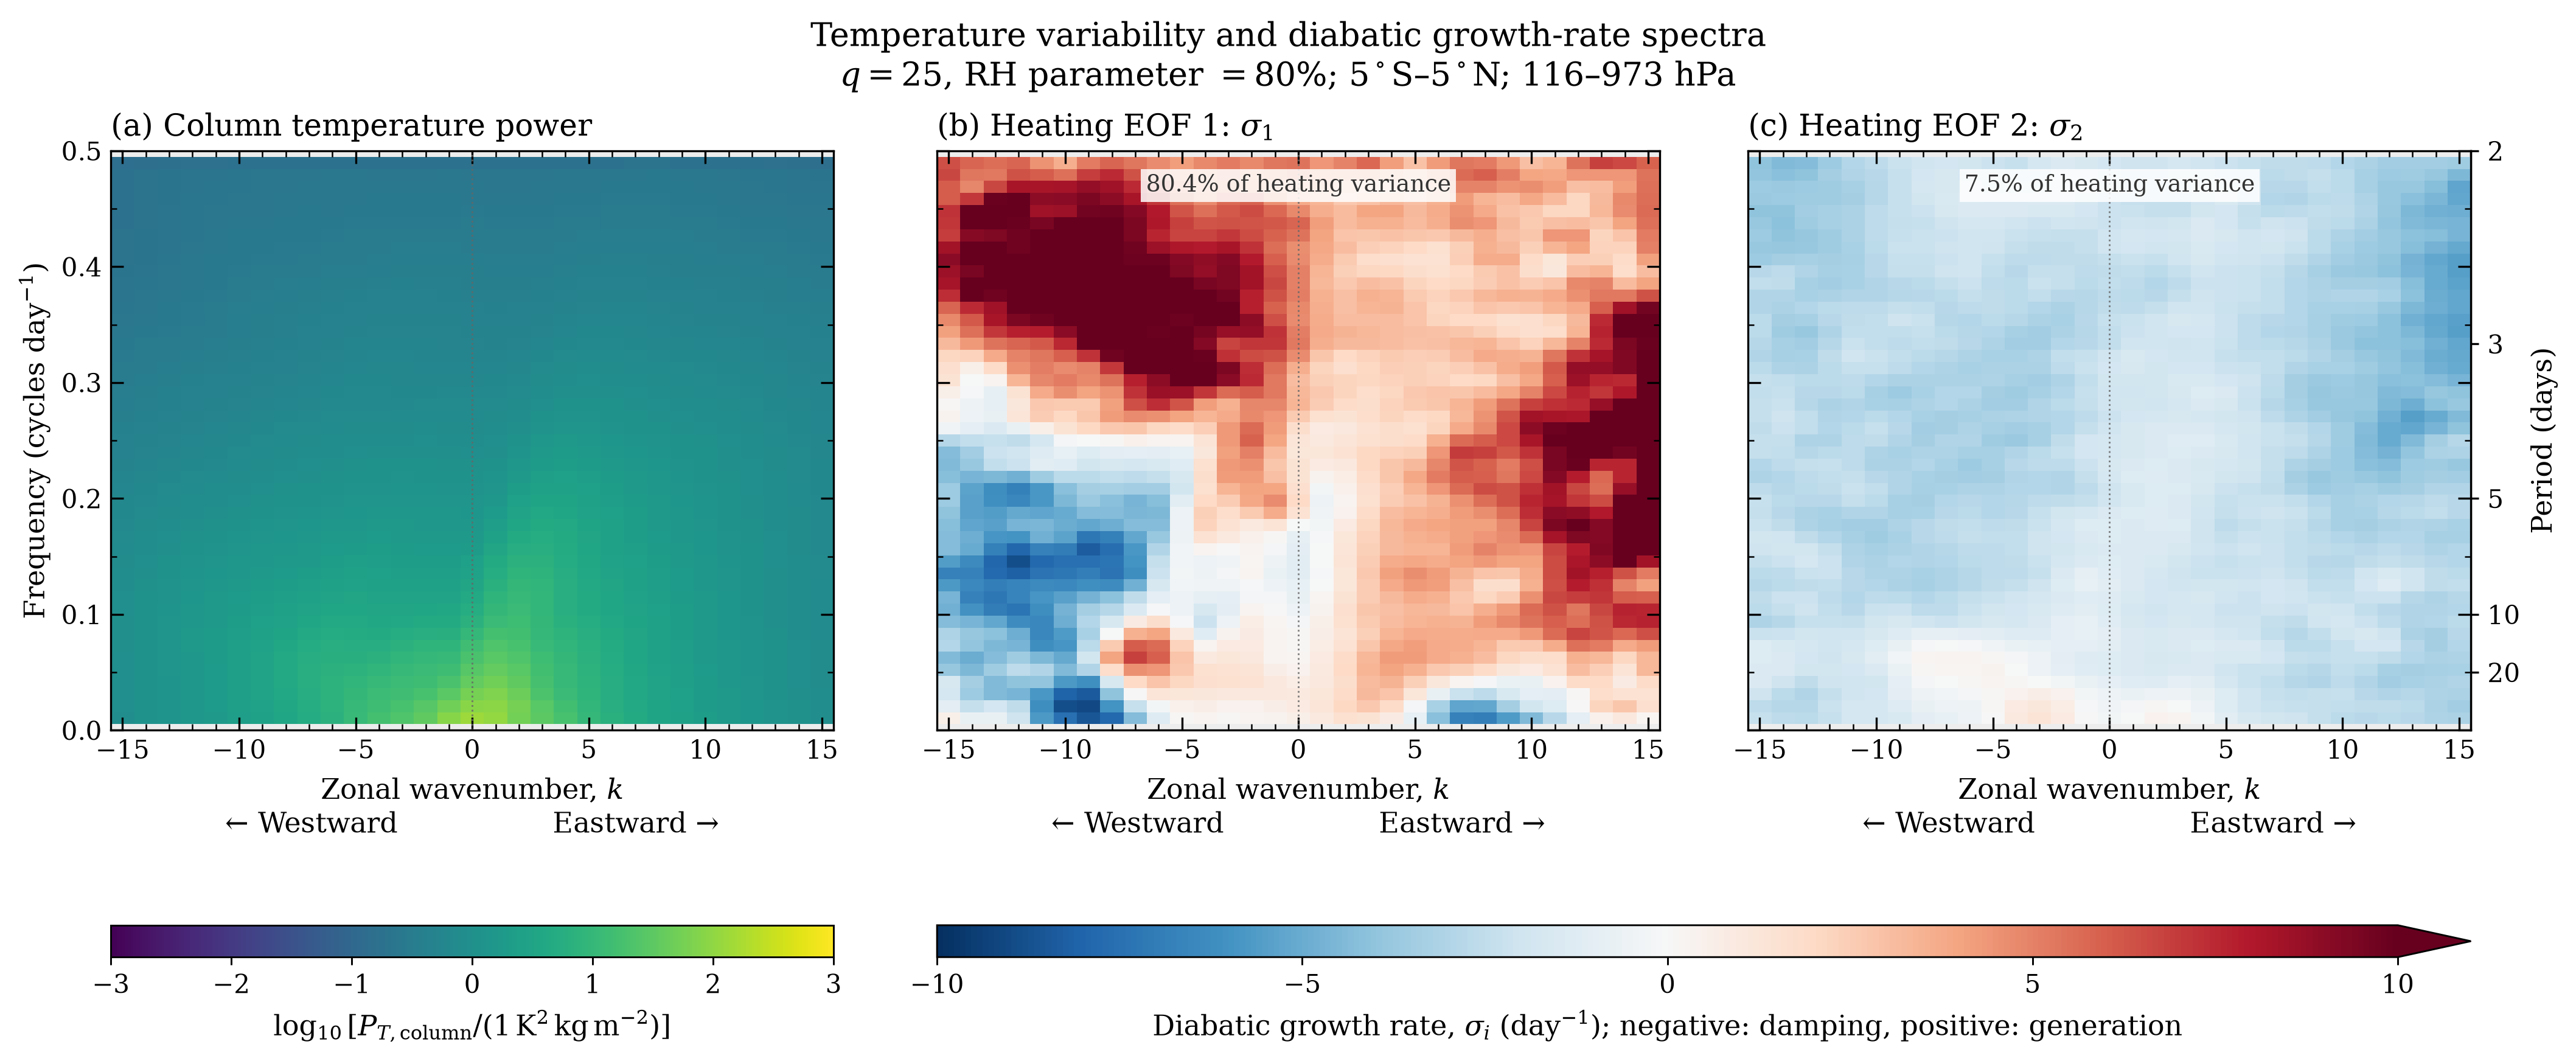 Temperature variability and diabatic growth-rate spectra
q = 25, RH parameter = 80%; 5°S–5°N; 116–973 hPa
(a) Column temperature power
(b) Heating EOF 1: σ₁
(c) Heating EOF 2: σ₂
80.4% of heating variance
7.5% of heating variance
Frequency (cycles day⁻¹)
0.5
0.4
0.3
0.2
0.1
0.0
2
3
5
10
20
Period (days)
−15 −10 −5 0 5 10 15
−15 −10 −5 0 5 10 15
−15 −10 −5 0 5 10 15
Zonal wavenumber, k
← Westward Eastward →
Zonal wavenumber, k
← Westward Eastward →
Zonal wavenumber, k
← Westward Eastward →
−3 −2 −1 0 1 2 3
log₁₀ [P_T, column/(1 K² kg m⁻²)]
−10 −5 0 5 10
Diabatic growth rate, σᵢ (day⁻¹); negative: damping, positive: generation